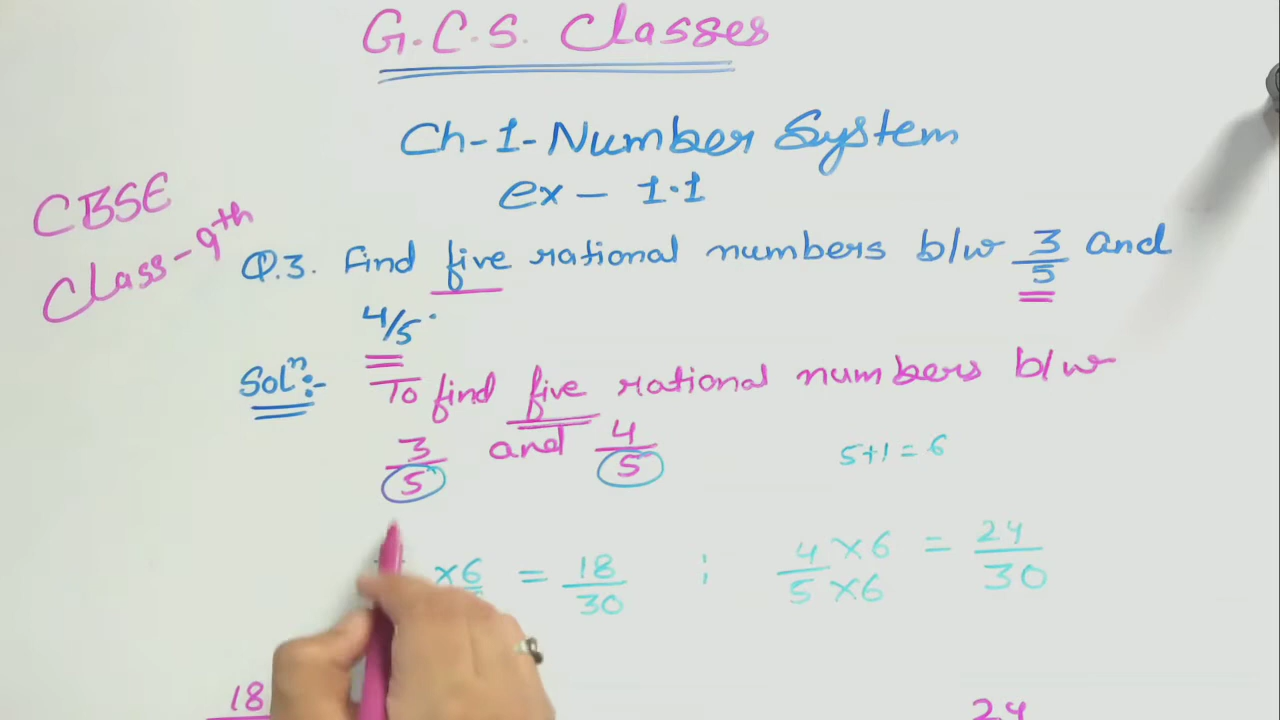 G.C.S. Classes
Ch-1-Number System
ex - 1.1
CBSE
Class-9th
Q.3. Find five rational numbers b/w 3/5 and
4/5.
Solⁿ:- To find five rational numbers b/w
3/5 and 4/5
5+1=6
×6 = 18/30 ; 4×6/5×6 = 24/30
18
24